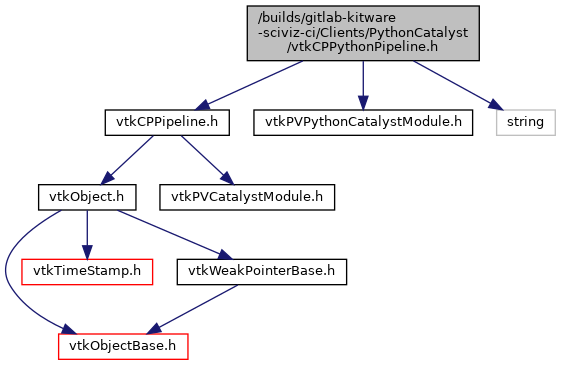 /builds/gitlab-kitware
-sciviz-ci/Clients/PythonCatalyst
/vtkCPPythonPipeline.h
vtkCPPipeline.h
vtkPVPythonCatalystModule.h
string
vtkObject.h
vtkPVCatalystModule.h
vtkTimeStamp.h
vtkWeakPointerBase.h
vtkObjectBase.h